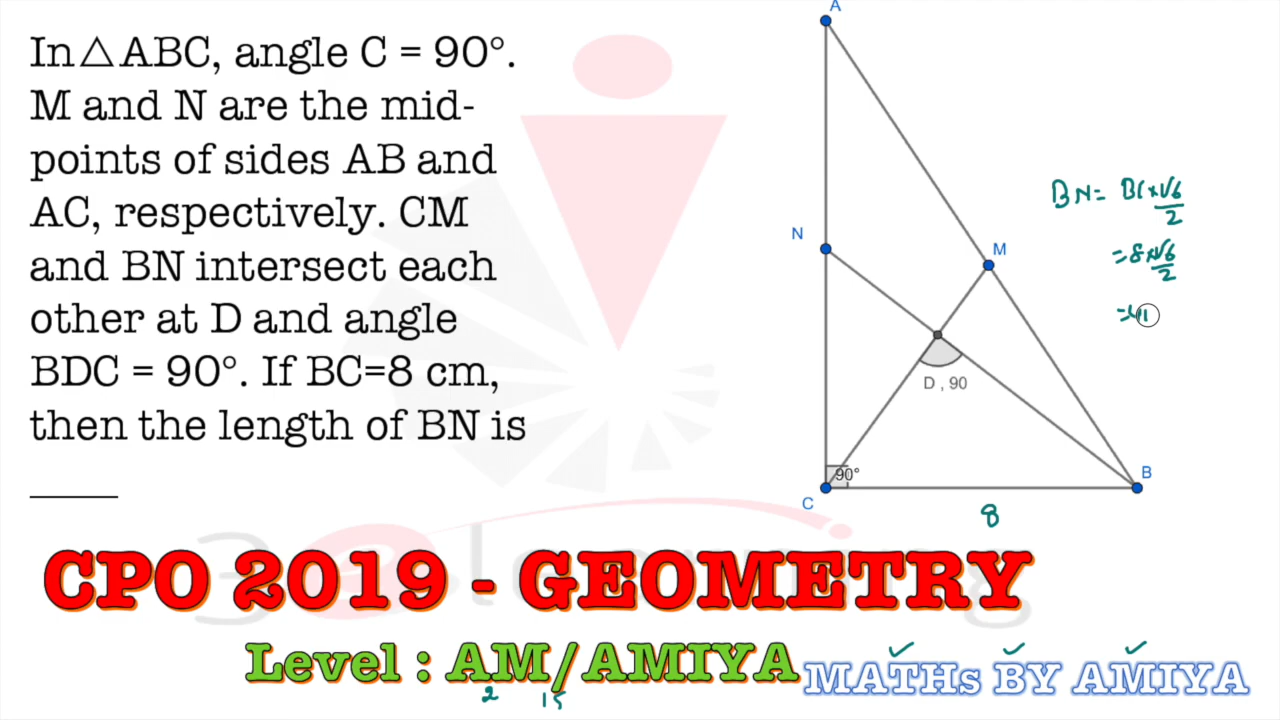 In△ABC, angle C = 90°.
M and N are the mid-
points of sides AB and
AC, respectively. CM
and BN intersect each
other at D and angle
BDC = 90°. If BC=8 cm,
then the length of BN is
A
N
M
D , 90
90°
C
B
8
BN = BC × √6/2
= 8 × √6/2
CPO 2019 - GEOMETRY
Level : AM/AMIYA
2 15
MATHs BY AMIYA